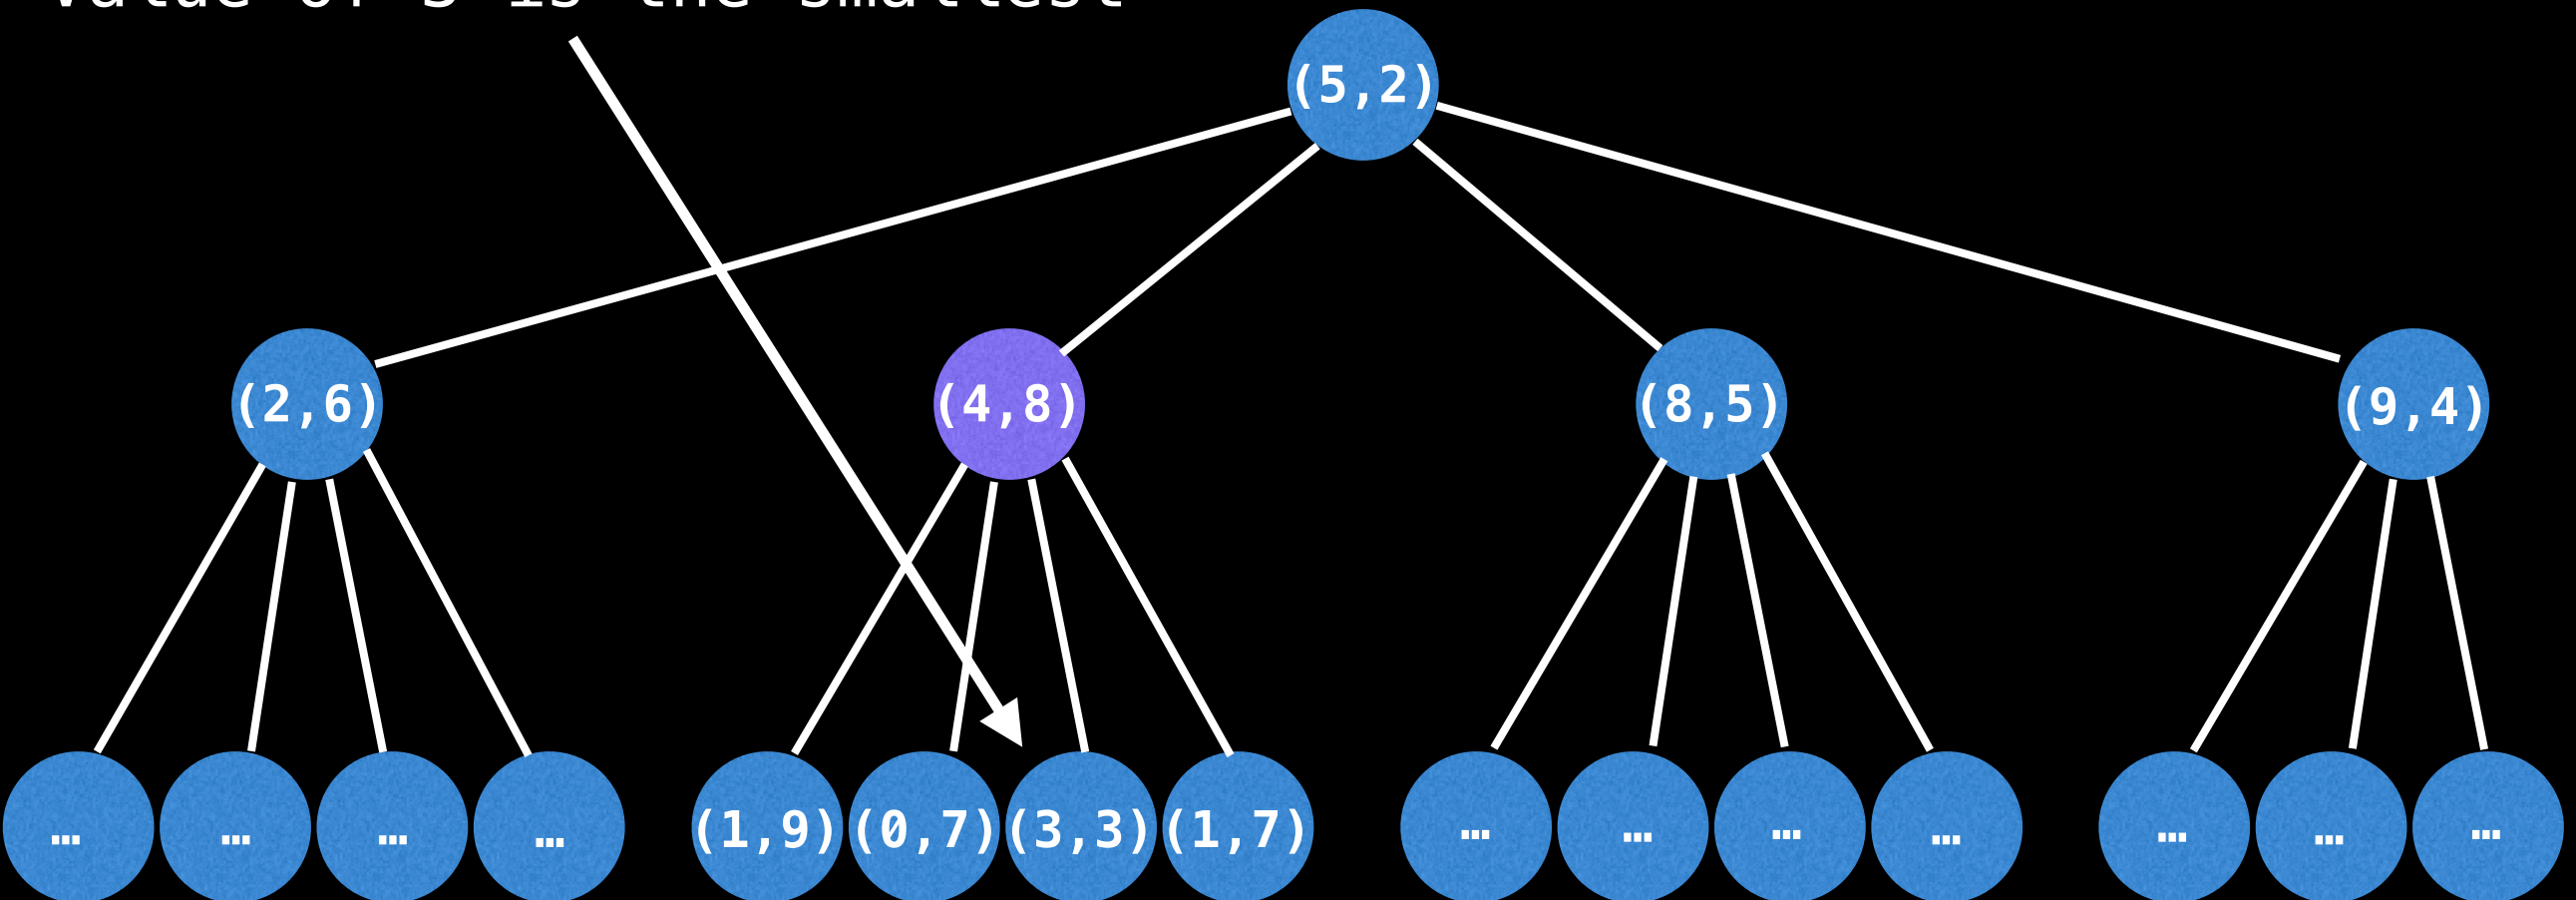 value of 3 is the smallest
(5,2)
(2,6) (4,8) (8,5) (9,4)
… … … … (1,9) (0,7) (3,3) (1,7) … … … … … … …